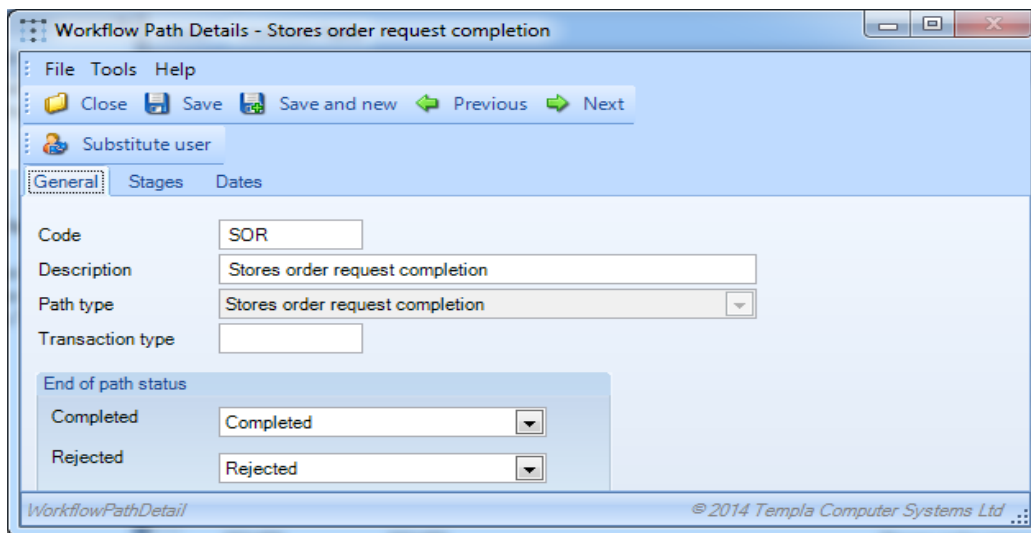 Workflow Path Details - Stores order request completion
File Tools Help
Close Save Save and new Previous Next
Substitute user
General Stages Dates
Code SOR
Description Stores order request completion
Path type Stores order request completion
Transaction type
End of path status
Completed Completed
Rejected Rejected
WorkflowPathDetail © 2014 Templa Computer Systems Ltd